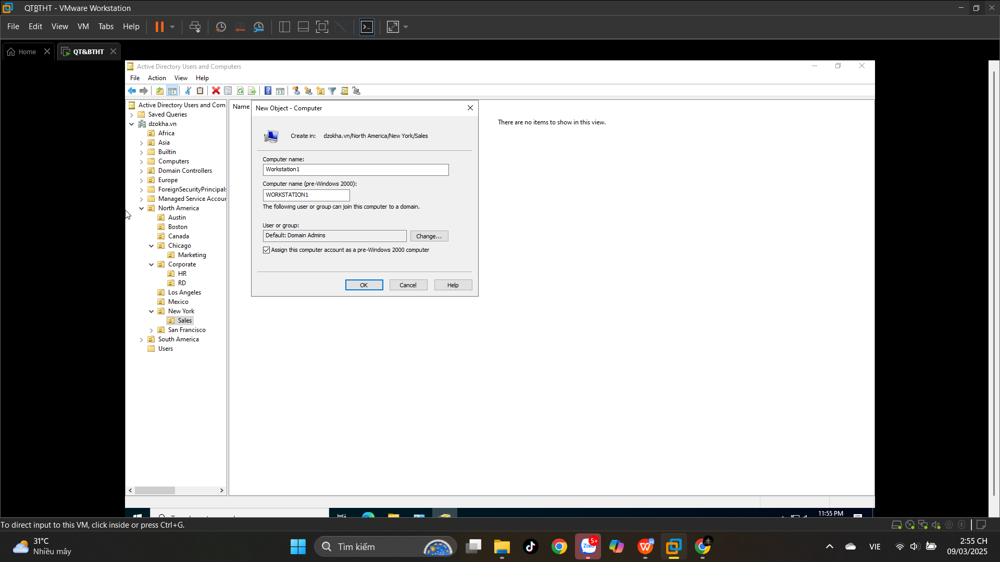 QTBTHT - VMware Workstation
File Edit View VM Tabs Help
Home
QT&BTHT
Active Directory Users and Computers
File Action View Help
Active Directory Users and Com
Saved Queries
dzokha.vn
Africa
Asia
Builtin
Computers
Domain Controllers
Europe
ForeignSecurityPrincipals
Managed Service Accour
North America
Austin
Boston
Canada
Chicago
Marketing
Corporate
HR
RD
Los Angeles
Mexico
New York
Sales
San Francisco
South America
Users
Name
There are no items to show in this view.
New Object - Computer
Create in: dzokha.vn/North America/New York/Sales
Computer name:
Workstation1
Computer name (pre-Windows 2000):
WORKSTATION1
The following user or group can join this computer to a domain.
User or group:
Default: Domain Admins
Change...
Assign this computer account as a pre-Windows 2000 computer
OK Cancel Help
11:55 PM
To direct input to this VM, click inside or press Ctrl+G.
31°C
Nhiều mây
Tìm kiếm
Zalo
5+
VIE
2:55 CH
09/03/2025